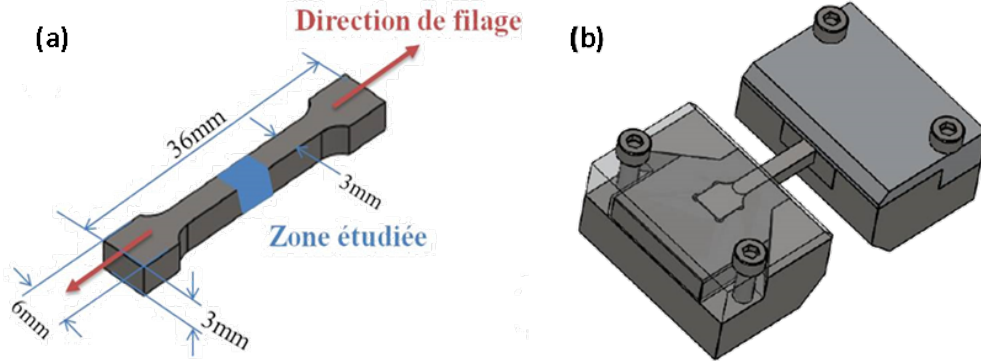 (a)
Direction de filage
(b)
36mm
3mm
Zone étudiée
6mm
3mm